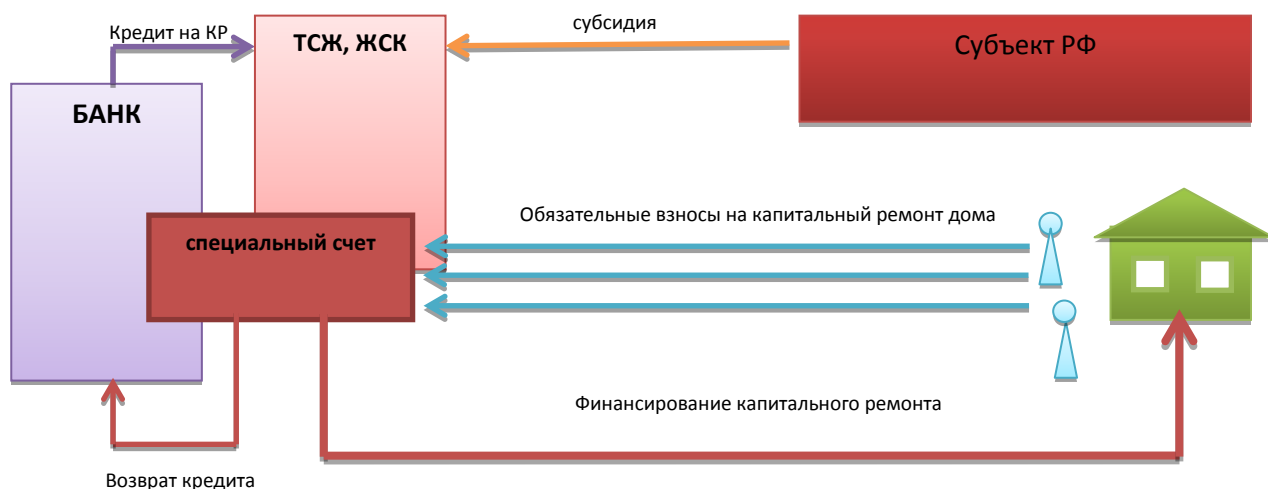 Кредит на КР
ТСЖ, ЖСК
субсидия
Субъект РФ
БАНК
Обязательные взносы на капитальный ремонт дома
специальный счет
Финансирование капитального ремонта
Возврат кредита